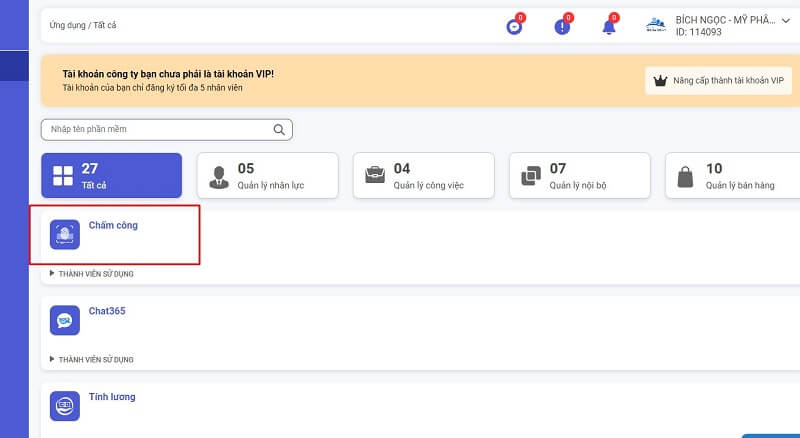 Ứng dụng / Tất cả
0
0
0
BÍCH NGỌC - MỸ PHẨ...
ID: 114093
Tài khoản công ty bạn chưa phải là tài khoản VIP!
Tài khoản của bạn chỉ đăng ký tối đa 5 nhân viên
Nâng cấp thành tài khoản VIP
Nhập tên phần mềm
27
Tất cả
05
Quản lý nhân lực
04
Quản lý công việc
07
Quản lý nội bộ
10
Quản lý bán hàng
Chấm công
THÀNH VIÊN SỬ DỤNG
Chat365
THÀNH VIÊN SỬ DỤNG
Tính lương